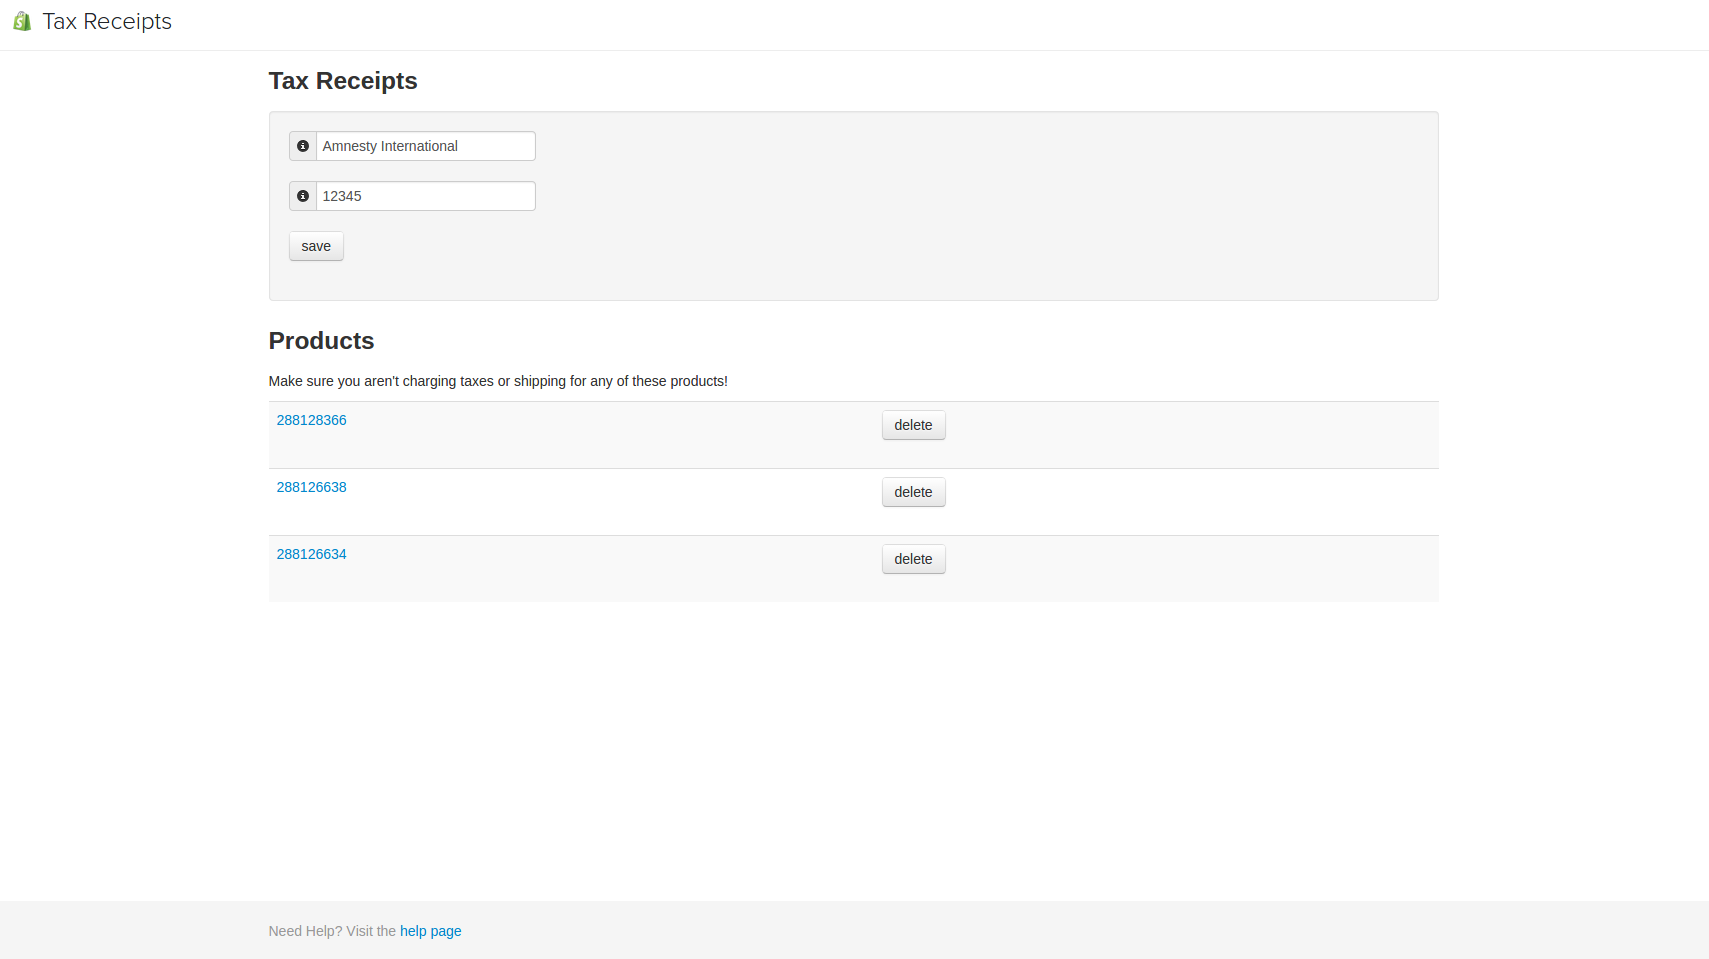 Tax Receipts
Tax Receipts
Amnesty International
12345
save
Products
Make sure you aren't charging taxes or shipping for any of these products!
288128366 delete
288126638 delete
288126634 delete
Need Help? Visit the help page